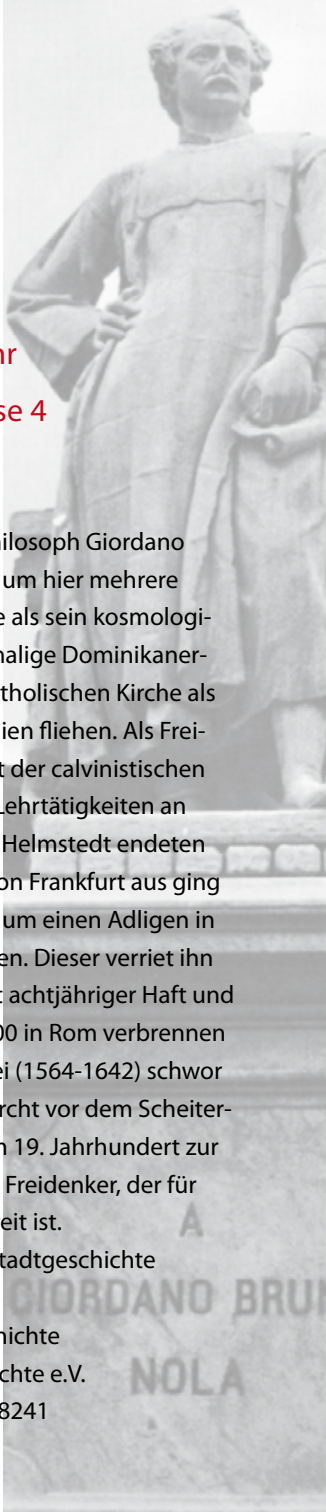 hr
se 4
ilosoph Giordano
um hier mehrere
e als sein kosmologi-
malige Dominikaner-
tholischen Kirche als
ien fliehen. Als Frei-
t der calvinistischen
Lehrtätigkeiten an
Helmstedt endeten
on Frankfurt aus ging
um einen Adligen in
en. Dieser verriet ihn
t achtjähriger Haft und
00 in Rom verbrennen
ei (1564-1642) schwor
rcht vor dem Scheiter-
n 19. Jahrhundert zur
Freidenker, der für
eit ist.
tadtgeschichte
hichte
chte e.V.
8241
A
GIORDANO BRUN
NOLA